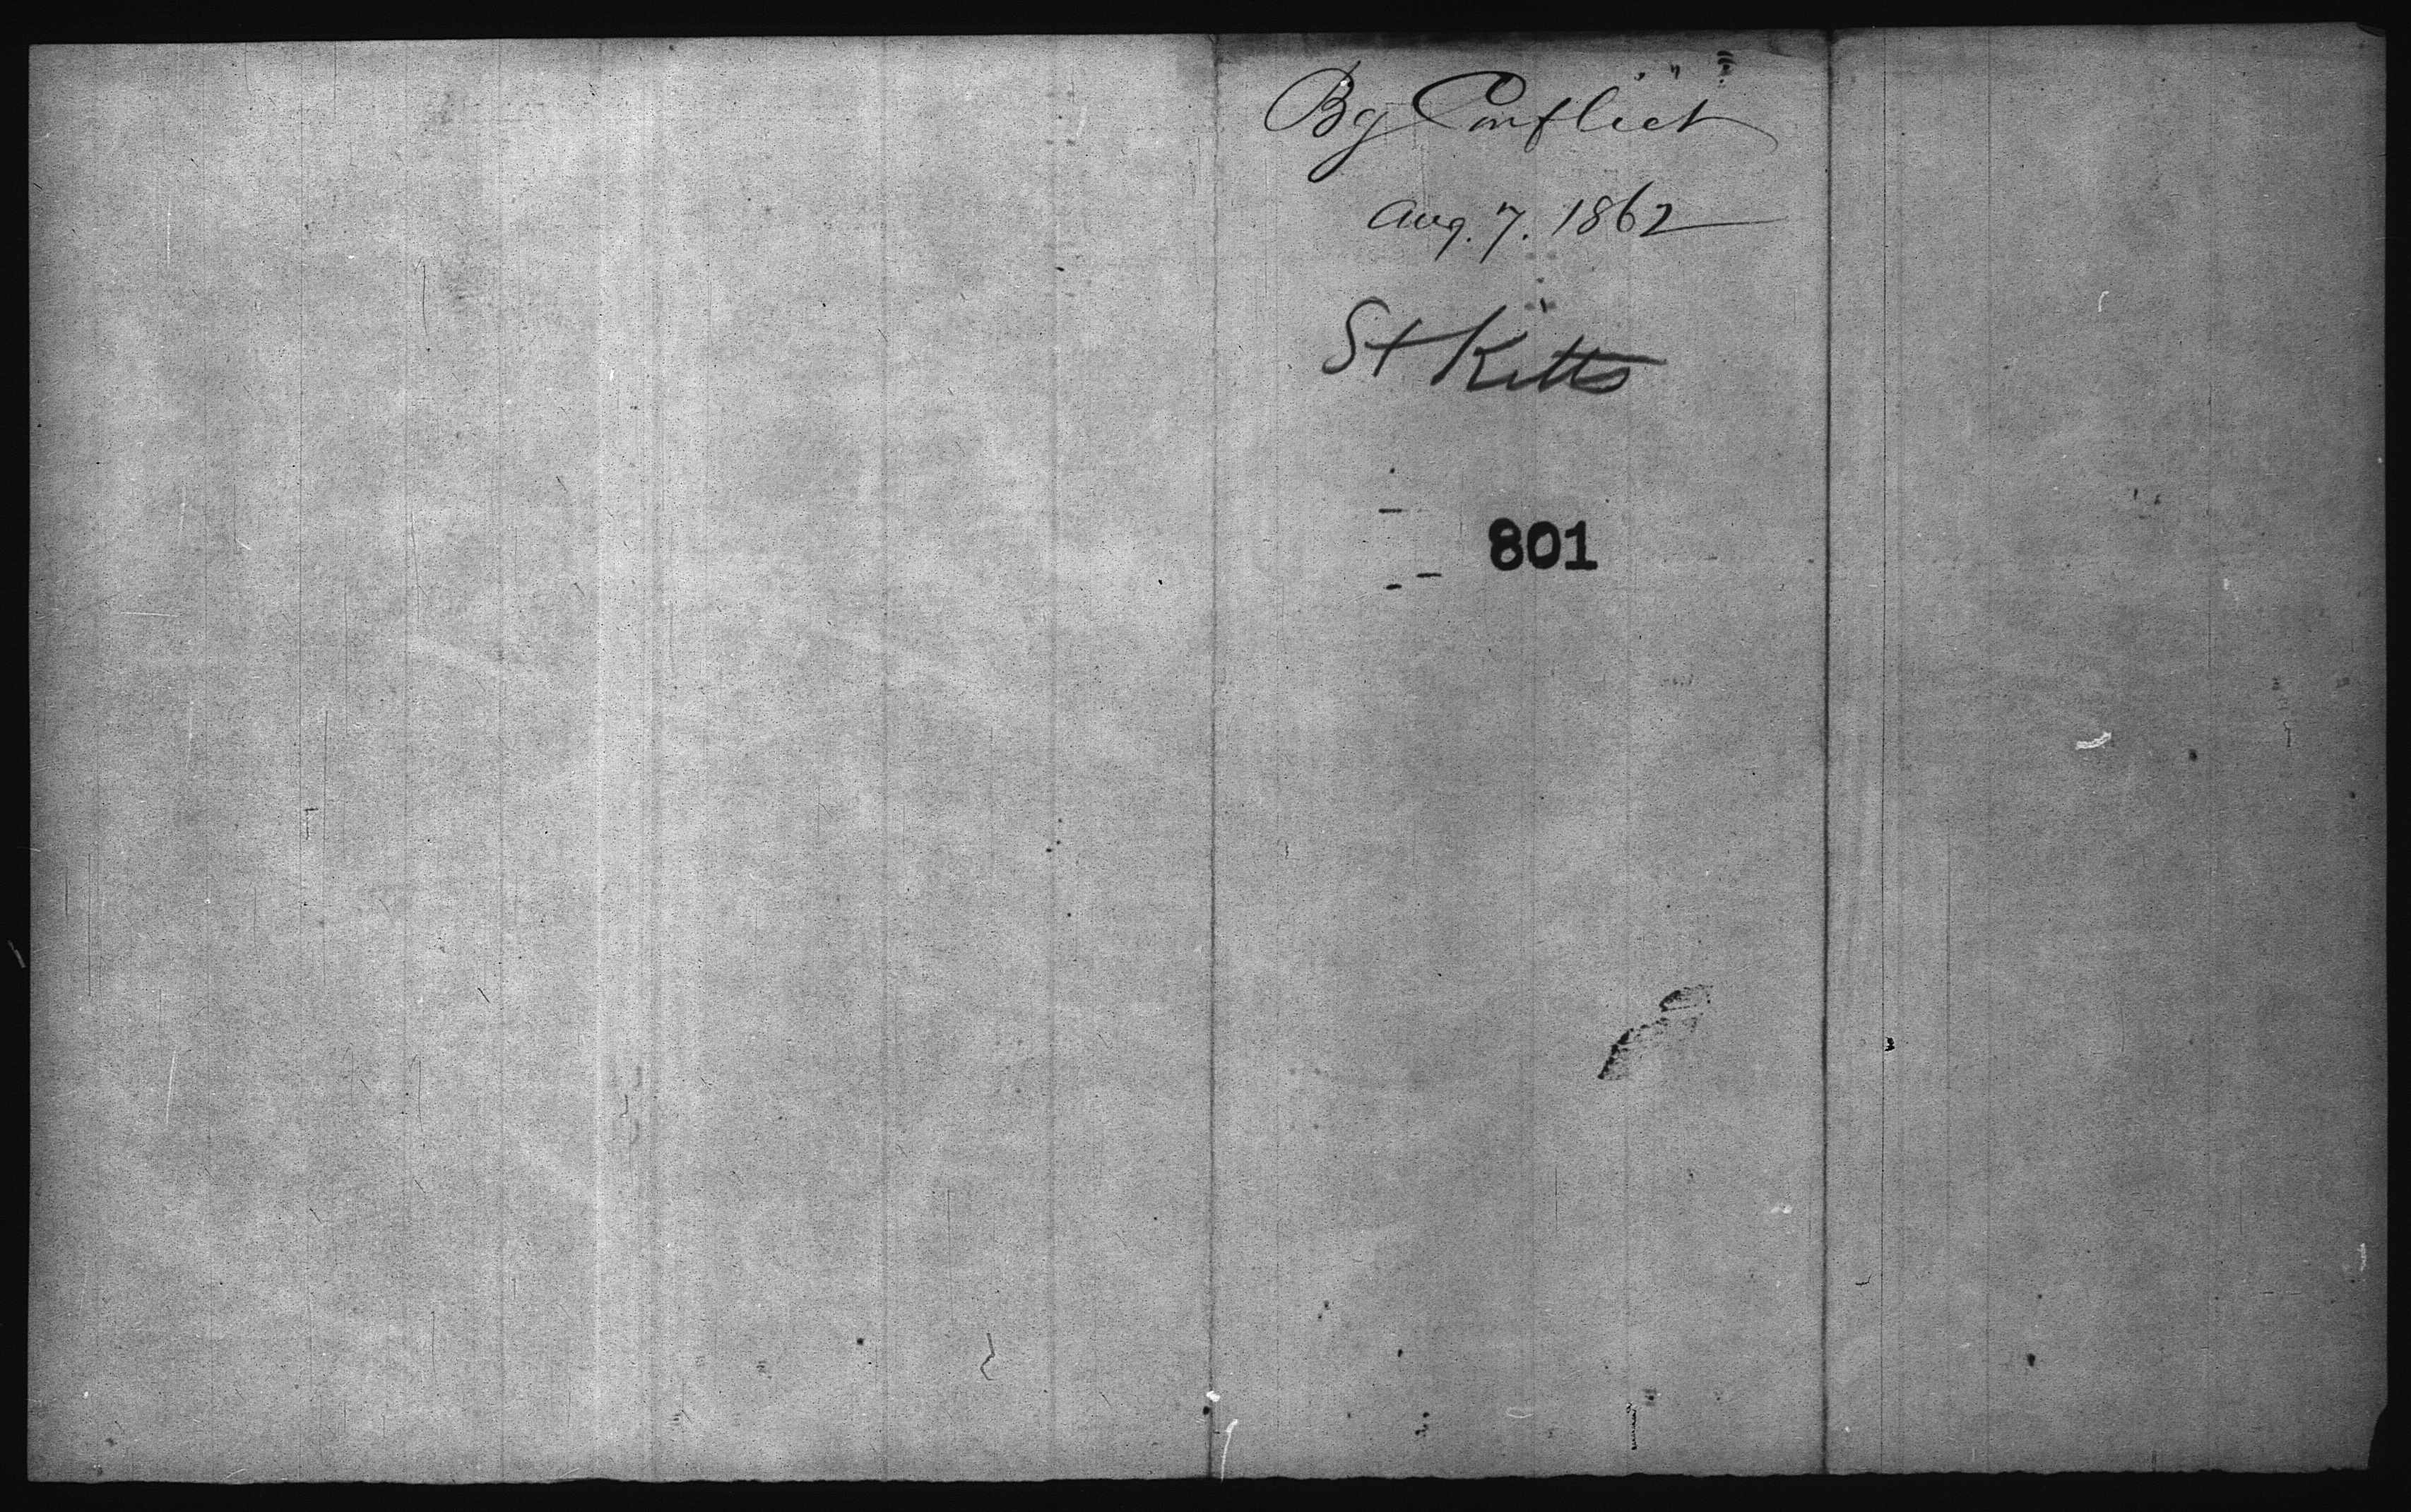 Bg Conflict
Aug. 7. 1862
St Kitts
801